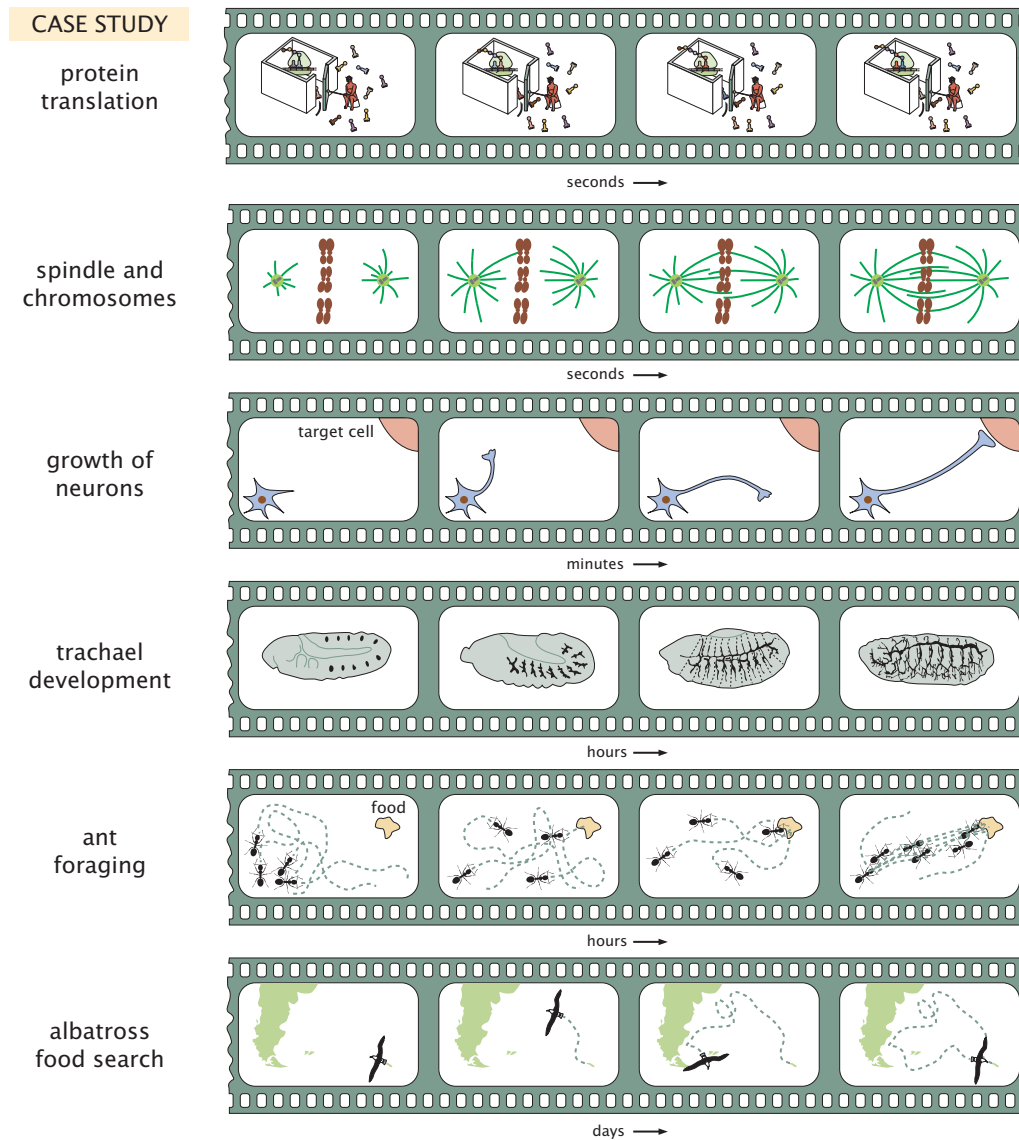 CASE STUDY
protein
translation
seconds
spindle and
chromosomes
seconds
target cell
growth of
neurons
minutes
trachael
development
hours
food
ant
foraging
hours
albatross
food search
days